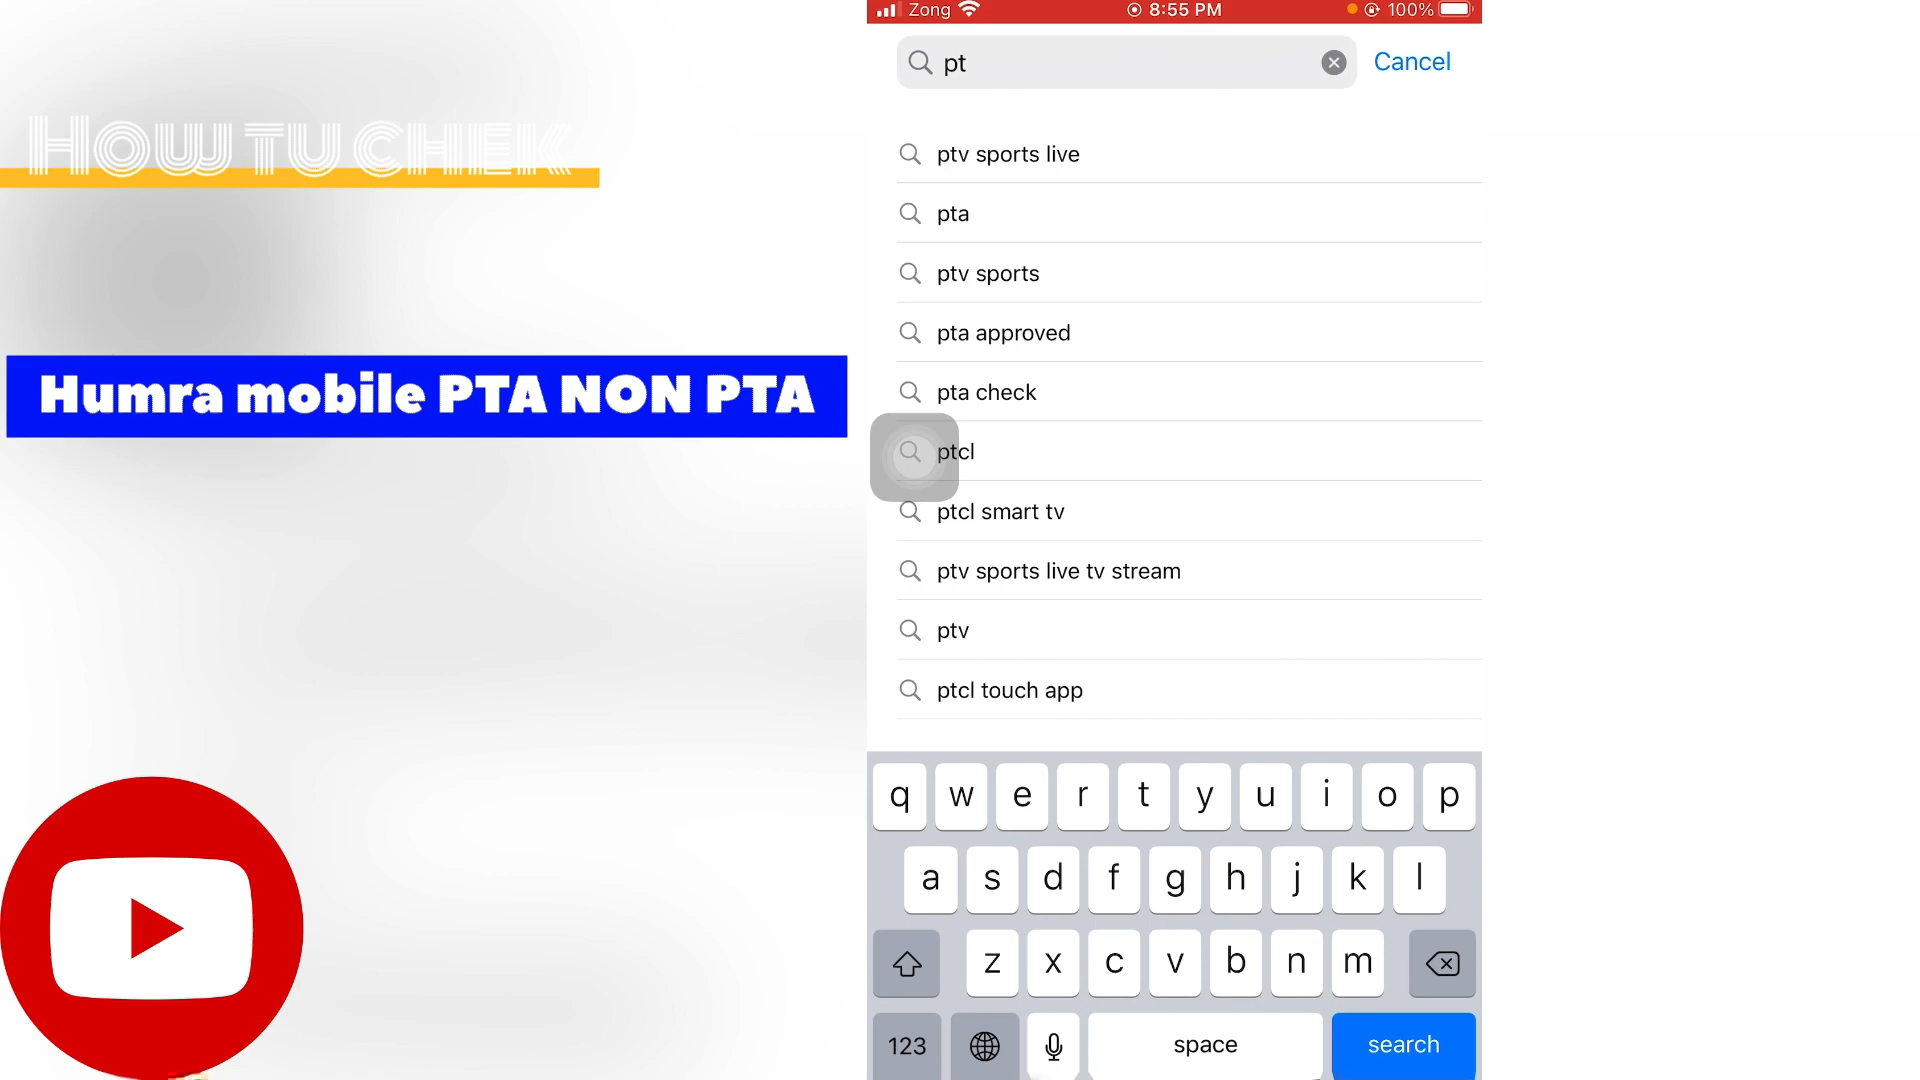 HOW TU CHEK
Humra mobile PTA NON PTA
Zong 8:55 PM 100%
pt Cancel
ptv sports live
pta
ptv sports
pta approved
pta check
ptcl
ptcl smart tv
ptv sports live tv stream
ptv
ptcl touch app
q w e r t y u i o p
a s d f g h j k l
z x c v b n m
123 space search